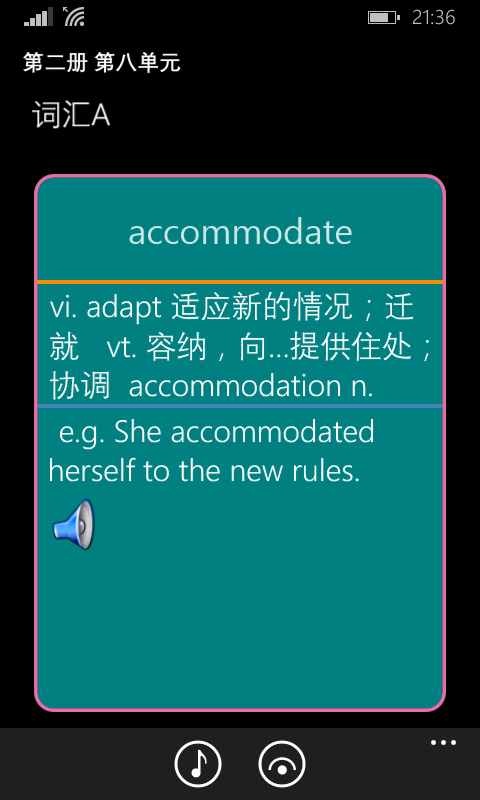 21:36
第二册 第八单元
词汇A
accommodate
vi. adapt 适应新的情况；迁
就 vt. 容纳，向...提供住处；
协调 accommodation n.
e.g. She accommodated
herself to the new rules.